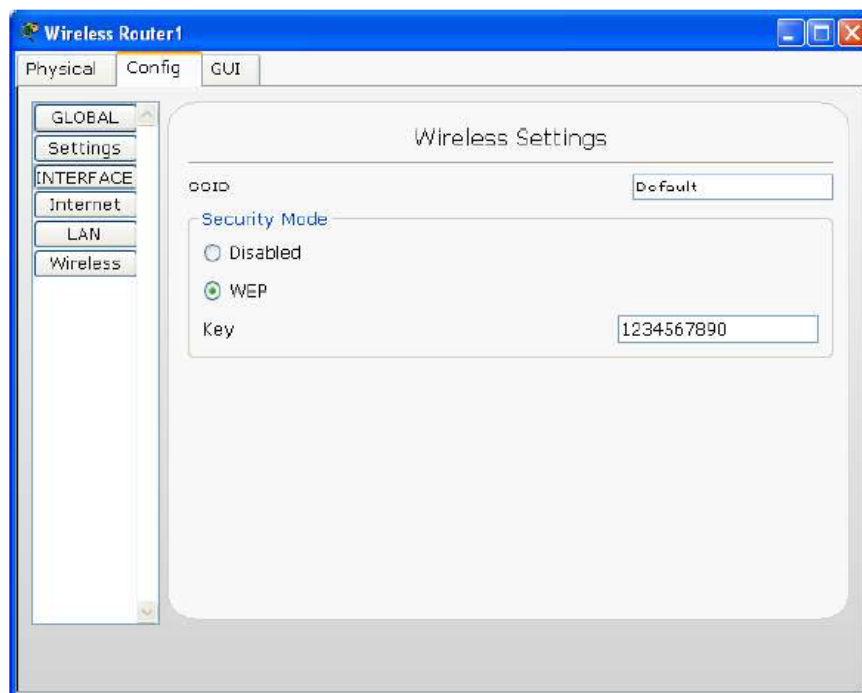 Wireless Router1
Physical Config GUI
GLOBAL
Settings
INTERFACE
Internet
LAN
Wireless
Wireless Settings
SSID Default
Security Mode
Disabled
WEP
Key 1234567890